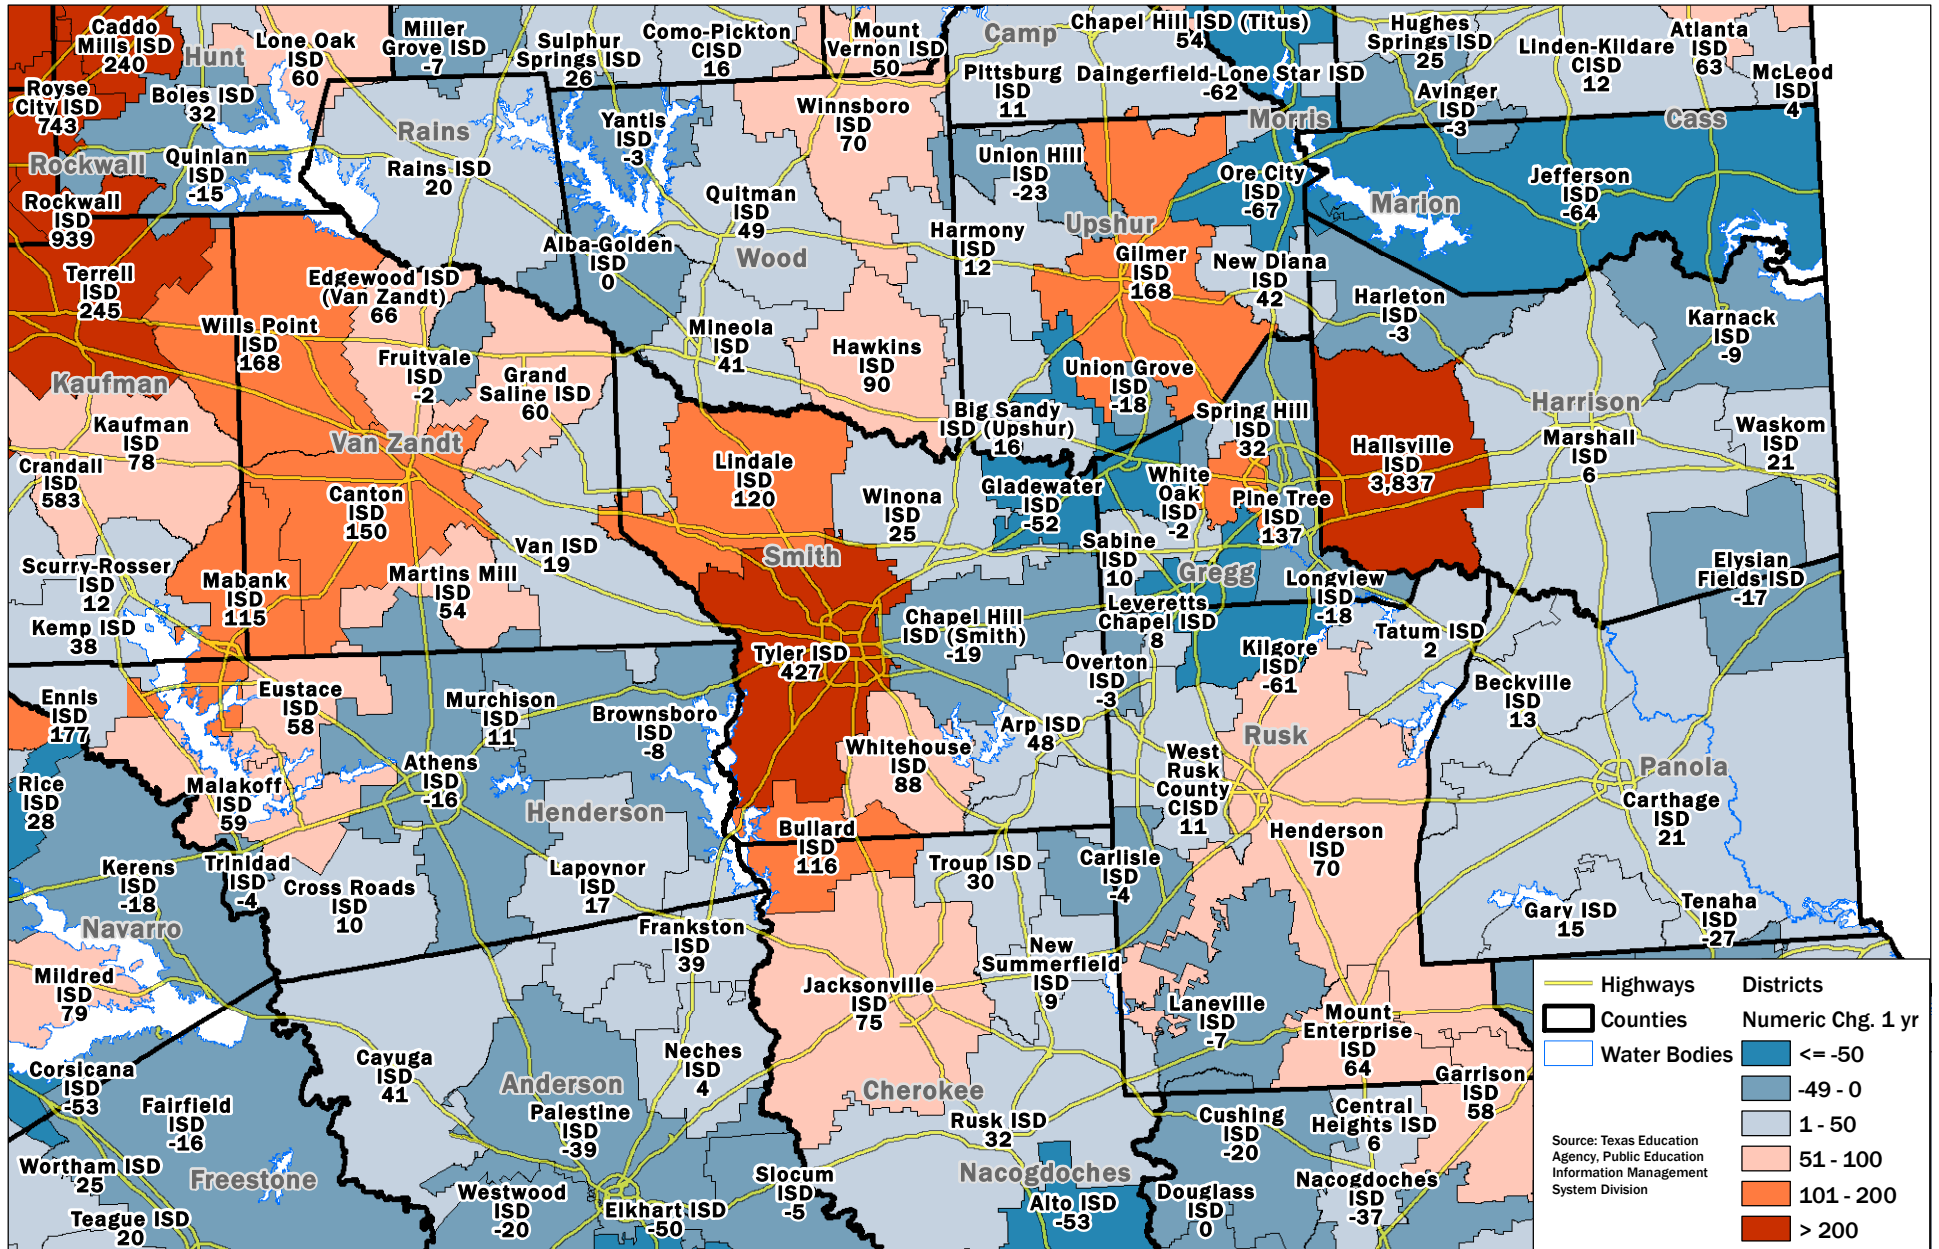 Caddo
Mills ISD
240
Hunt
Lone Oak
ISD
60
Miller
Grove ISD
-7
Sulphur
Springs ISD
26
Como-Pickton
CISD
16
Mount
Vernon ISD
50
Camp
Chapel Hill ISD (Titus)
54
Hughes
Springs ISD
25
Linden-Kildare
CISD
12
Atlanta
ISD
63
McLeod
ISD
4
Royse
City ISD
743
Boles ISD
32
Rains
Yantis
ISD
-3
Winnsboro
ISD
70
Pittsburg
ISD
11
Daingerfield-Lone Star ISD
-62
Morris
Avinger
ISD
-3
Cass
Rockwall
Quinlan
ISD
-15
Rains ISD
20
Quitman
ISD
49
Union Hill
ISD
-23
Ore City
ISD
-67
Jefferson
ISD
-64
Marion
Rockwall
ISD
939
Alba-Golden
ISD
0
Wood
Harmony
ISD
12
Upshur
Gilmer
ISD
168
New Diana
ISD
42
Harleton
ISD
-3
Karnack
ISD
-9
Terrell
ISD
245
Edgewood ISD
(Van Zandt)
66
Wills Point
ISD
168
Fruitvale
ISD
-2
Grand
Saline ISD
60
Mineola
ISD
41
Hawkins
ISD
90
Union Grove
ISD
-18
Kaufman
Kaufman
ISD
78
Van Zandt
Big Sandy
ISD (Upshur)
16
Spring Hill
ISD
32
Hallsville
ISD
3,837
Harrison
Marshall
ISD
6
Waskom
ISD
21
Crandall
ISD
583
Canton
ISD
150
Lindale
ISD
120
Winona
ISD
25
Gladewater
ISD
-52
White
Oak
ISD
-2
Pine Tree
ISD
137
Scurry-Rosser
ISD
12
Mabank
ISD
115
Martins Mill
ISD
54
Van ISD
19
Smith
Sabine
ISD
10
Gregg
Longview
ISD
-18
Elysian
Fields ISD
-17
Kemp ISD
38
Tyler ISD
427
Chapel Hill
ISD (Smith)
-19
Leveretts
Chapel ISD
8
Kilgore
ISD
-61
Tatum ISD
2
Ennis
ISD
177
Eustace
ISD
58
Murchison
ISD
11
Brownsboro
ISD
-8
Overton
ISD
-3
Arp ISD
48
Beckville
ISD
13
Rice
ISD
28
Malakoff
ISD
59
Athens
ISD
-16
Henderson
Whitehouse
ISD
88
West
Rusk
County
CISD
11
Rusk
Henderson
ISD
70
Panola
Carthage
ISD
21
Kerens
ISD
-18
Trinidad
ISD
-4
Cross Roads
ISD
10
Lapoynor
ISD
17
Bullard
ISD
116
Troup ISD
30
Carlisle
ISD
-4
Gary ISD
15
Tenaha
ISD
-27
Navarro
Mildred
ISD
79
Frankston
ISD
39
Jacksonville
ISD
75
New
Summerfield
ISD
9
Laneville
ISD
-7
Mount
Enterprise
ISD
64
Corsicana
ISD
-53
Fairfield
ISD
-16
Cayuga
ISD
41
Anderson
Neches
ISD
4
Cherokee
Garrison
ISD
58
Palestine
ISD
-39
Rusk ISD
32
Cushing
ISD
-20
Central
Heights ISD
6
Wortham ISD
25
Freestone
Westwood
ISD
-20
Elkhart ISD
-50
Slocum
ISD
-5
Nacogdoches
Alto ISD
-53
Douglass
ISD
0
Nacogdoches
ISD
-37
Teague ISD
20
Highways
Counties
Water Bodies
Districts
Numeric Chg. 1 yr
<= -50
-49 - 0
1 - 50
51 - 100
101 - 200
> 200
Source: Texas Education
Agency, Public Education
Information Management
System Division